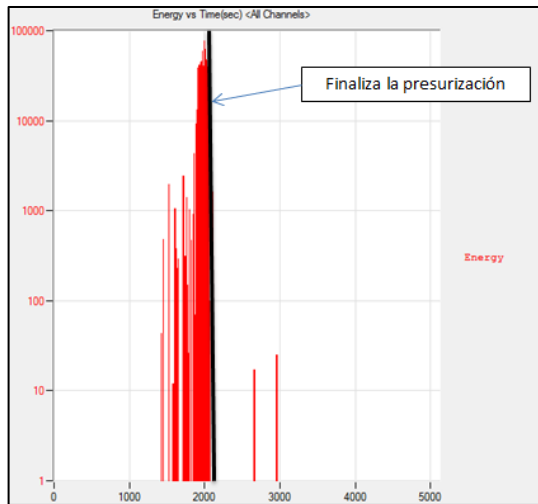 Energy vs Time(sec) <All Channels>
100000
Finaliza la presurización
10000
1000
Energy
100
10
1
0 1000 2000 3000 4000 5000